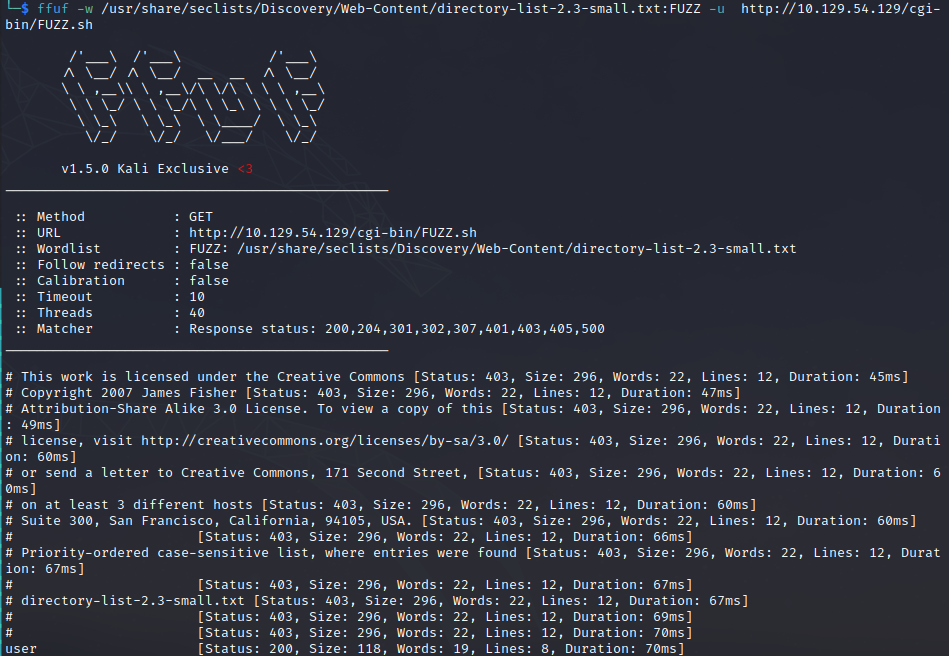 └─$ ffuf -w /usr/share/seclists/Discovery/Web-Content/directory-list-2.3-small.txt:FUZZ -u  http://10.129.54.129/cgi-
bin/FUZZ.sh
v1.5.0 Kali Exclusive <3
:: Method           : GET
:: URL              : http://10.129.54.129/cgi-bin/FUZZ.sh
:: Wordlist         : FUZZ: /usr/share/seclists/Discovery/Web-Content/directory-list-2.3-small.txt
:: Follow redirects : false
:: Calibration      : false
:: Timeout          : 10
:: Threads          : 40
:: Matcher          : Response status: 200,204,301,302,307,401,403,405,500
# This work is licensed under the Creative Commons [Status: 403, Size: 296, Words: 22, Lines: 12, Duration: 45ms]
# Copyright 2007 James Fisher [Status: 403, Size: 296, Words: 22, Lines: 12, Duration: 47ms]
# Attribution-Share Alike 3.0 License. To view a copy of this [Status: 403, Size: 296, Words: 22, Lines: 12, Duration
: 49ms]
# license, visit http://creativecommons.org/licenses/by-sa/3.0/ [Status: 403, Size: 296, Words: 22, Lines: 12, Durati
on: 60ms]
# or send a letter to Creative Commons, 171 Second Street, [Status: 403, Size: 296, Words: 22, Lines: 12, Duration: 6
0ms]
# on at least 3 different hosts [Status: 403, Size: 296, Words: 22, Lines: 12, Duration: 60ms]
# Suite 300, San Francisco, California, 94105, USA. [Status: 403, Size: 296, Words: 22, Lines: 12, Duration: 60ms]
#                       [Status: 403, Size: 296, Words: 22, Lines: 12, Duration: 66ms]
# Priority-ordered case-sensitive list, where entries were found [Status: 403, Size: 296, Words: 22, Lines: 12, Durat
ion: 67ms]
#                       [Status: 403, Size: 296, Words: 22, Lines: 12, Duration: 67ms]
# directory-list-2.3-small.txt [Status: 403, Size: 296, Words: 22, Lines: 12, Duration: 67ms]
#                       [Status: 403, Size: 296, Words: 22, Lines: 12, Duration: 69ms]
#                       [Status: 403, Size: 296, Words: 22, Lines: 12, Duration: 70ms]
user                    [Status: 200, Size: 118, Words: 19, Lines: 8, Duration: 70ms]